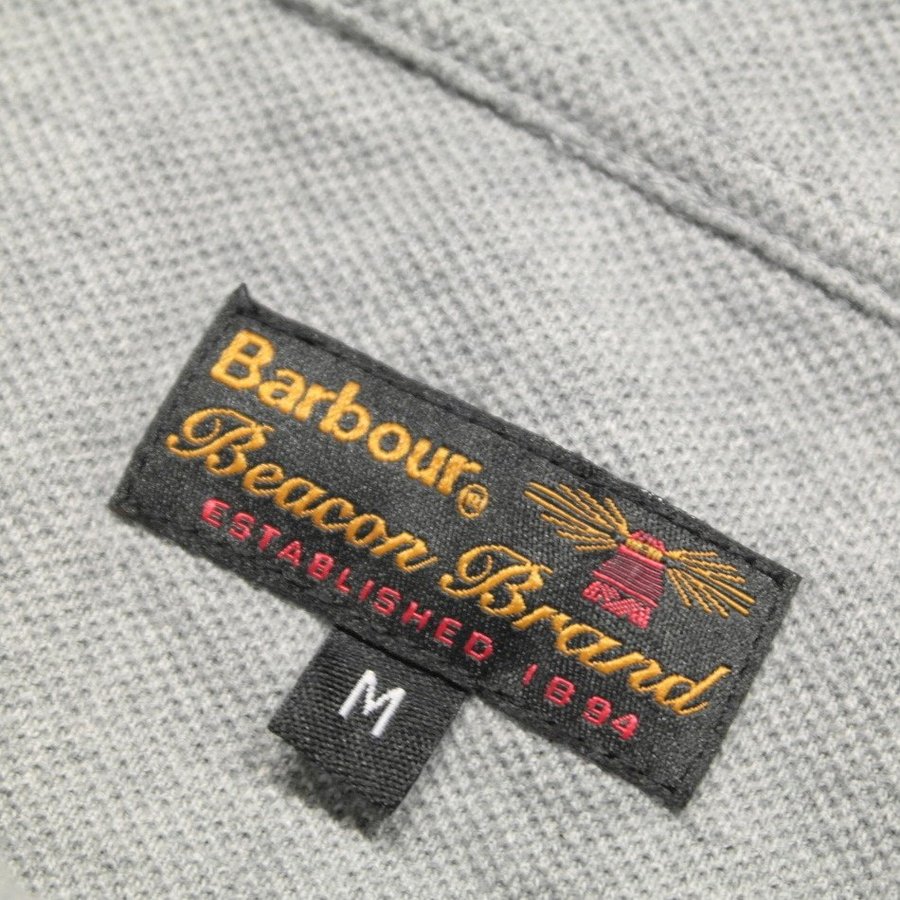 Barbour®
Beacon Brand
ESTABLISHED 1894
M